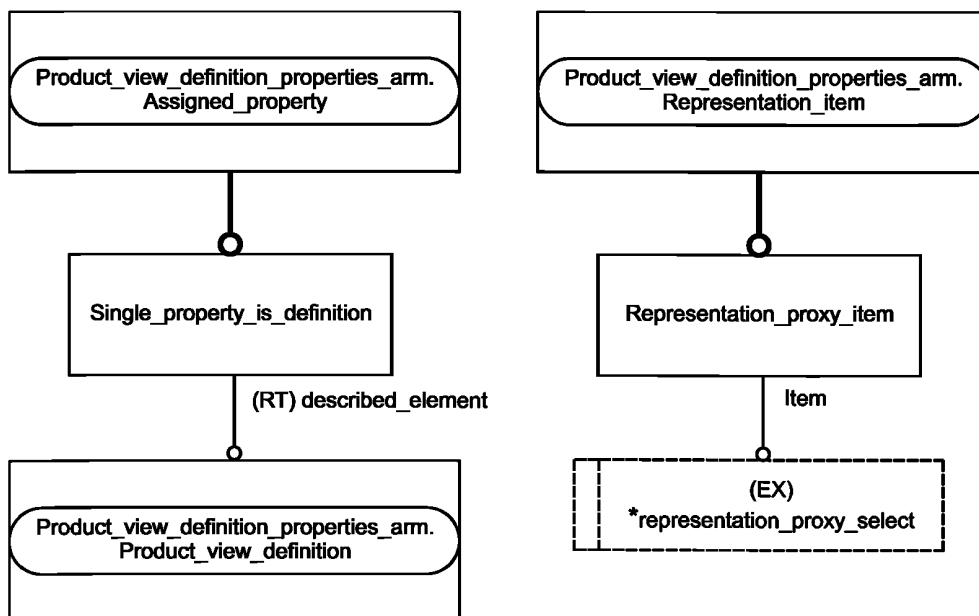 Product_view_definition_properties_arm.
Assigned_property
Single_property_is_definition
(RT) described_element
Product_view_definition_properties_arm.
Product_view_definition
Product_view_definition_properties_arm.
Representation_item
Representation_proxy_item
Item
(EX)
*representation_proxy_select